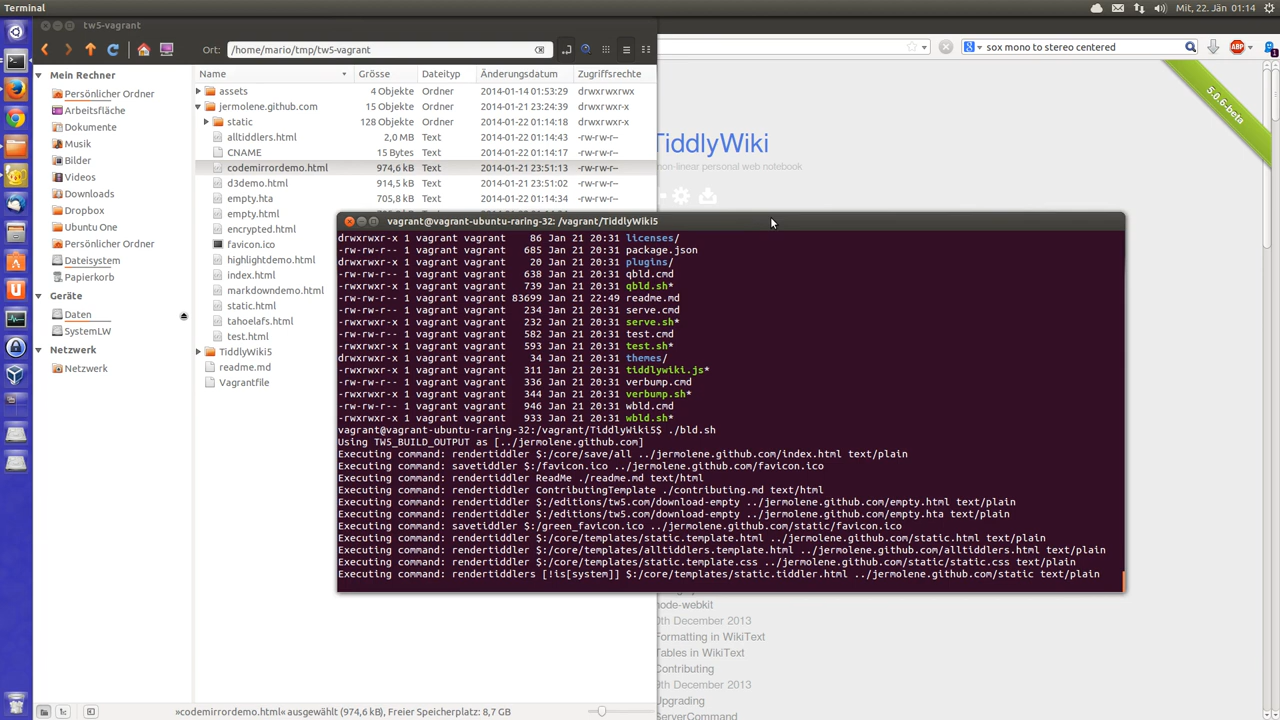 Terminal
Mit, 22. Jän 01:14
tw5-vagrant
Ort:
/home/mario/tmp/tw5-vagrant
sox mono to stereo centered
ABP
1
Mein Rechner
Persönlicher Ordner
Arbeitsfläche
Dokumente
Musik
Bilder
Videos
Downloads
Dropbox
Ubuntu One
Persönlicher Ordner
Dateisystem
Papierkorb
Geräte
Daten
SystemLW
Netzwerk
Netzwerk
Name Grösse Dateityp Änderungsdatum Zugriffsrechte
assets 4 Objekte Ordner 2014-01-14 01:53:29 drwxrwxrwx
jermolene.github.com 15 Objekte Ordner 2014-01-21 23:24:39 drwxrwxr-x
static 128 Objekte Ordner 2014-01-22 01:14:18 drwxrwxr-x
alltiddlers.html 2,0 MB Text 2014-01-22 01:14:18 -rw-rw-r--
CNAME 15 Bytes Text 2014-01-22 01:14:17 -rw-rw-r--
codemirrordemo.html 974,6 kB Text 2014-01-21 23:51:13 -rw-rw-r--
d3demo.html 914,5 kB Text 2014-01-21 23:51:02 -rw-rw-r--
empty.hta 705,8 kB Text 2014-01-22 01:14:17 -rw-rw-r--
empty.html
encrypted.html
favicon.ico
highlightdemo.html
index.html
markdowndemo.html
static.html
tahoelafs.html
test.html
TiddlyWiki5
readme.md
Vagrantfile
»codemirrordemo.html« ausgewählt (974,6 kB), Freier Speicherplatz: 8,7 GB
5.0.6-beta
TiddlyWiki
non-linear personal web notebook
vagrant@vagrant-ubuntu-raring-32: /vagrant/TiddlyWiki5
drwxrwxr-x 1 vagrant vagrant 86 Jan 21 20:31 licenses/
-rw-rw-r-- 1 vagrant vagrant 685 Jan 21 20:31 package.json
drwxrwxr-x 1 vagrant vagrant 20 Jan 21 20:31 plugins/
-rw-rw-r-- 1 vagrant vagrant 638 Jan 21 20:31 qbld.cmd
-rwxrwxr-x 1 vagrant vagrant 739 Jan 21 20:31 qbld.sh*
-rw-rw-r-- 1 vagrant vagrant 83699 Jan 21 22:49 readme.md
-rw-rw-r-- 1 vagrant vagrant 234 Jan 21 20:31 serve.cmd
-rwxrwxr-x 1 vagrant vagrant 232 Jan 21 20:31 serve.sh*
-rw-rw-r-- 1 vagrant vagrant 582 Jan 21 20:31 test.cmd
-rwxrwxr-x 1 vagrant vagrant 593 Jan 21 20:31 test.sh*
drwxrwxr-x 1 vagrant vagrant 34 Jan 21 20:31 themes/
-rwxrwxr-x 1 vagrant vagrant 311 Jan 21 20:31 tiddlywiki.js*
-rw-rw-r-- 1 vagrant vagrant 336 Jan 21 20:31 verbump.cmd
-rwxrwxr-x 1 vagrant vagrant 344 Jan 21 20:31 verbump.sh*
-rw-rw-r-- 1 vagrant vagrant 946 Jan 21 20:31 wbld.cmd
-rwxrwxr-x 1 vagrant vagrant 933 Jan 21 20:31 wbld.sh*
vagrant@vagrant-ubuntu-raring-32:/vagrant/TiddlyWiki5$ ./bld.sh
Using TW5_BUILD_OUTPUT as [../jermolene.github.com]
Executing command: rendertiddler $:/core/save/all ../jermolene.github.com/index.html text/plain
Executing command: savetiddler $:/favicon.ico ../jermolene.github.com/favicon.ico
Executing command: rendertiddler ReadMe ./readme.md text/html
Executing command: rendertiddler ContributingTemplate ./contributing.md text/html
Executing command: rendertiddler $:/editions/tw5.com/download-empty ../jermolene.github.com/empty.html text/plain
Executing command: rendertiddler $:/editions/tw5.com/download-empty ../jermolene.github.com/empty.hta text/plain
Executing command: savetiddler $:/green_favicon.ico ../jermolene.github.com/static/favicon.ico
Executing command: rendertiddler $:/core/templates/static.template.html ../jermolene.github.com/static.html text/plain
Executing command: rendertiddler $:/core/templates/alltiddlers.template.html ../jermolene.github.com/alltiddlers.html text/plain
Executing command: rendertiddler $:/core/templates/static.template.css ../jermolene.github.com/static/static.css text/plain
Executing command: rendertiddlers [!is[system]] $:/core/templates/static.tiddler.html ../jermolene.github.com/static text/plain
node-webkit
0th December 2013
Formatting in WikiText
Tables in WikiText
Contributing
9th December 2013
Upgrading
ServerCommand